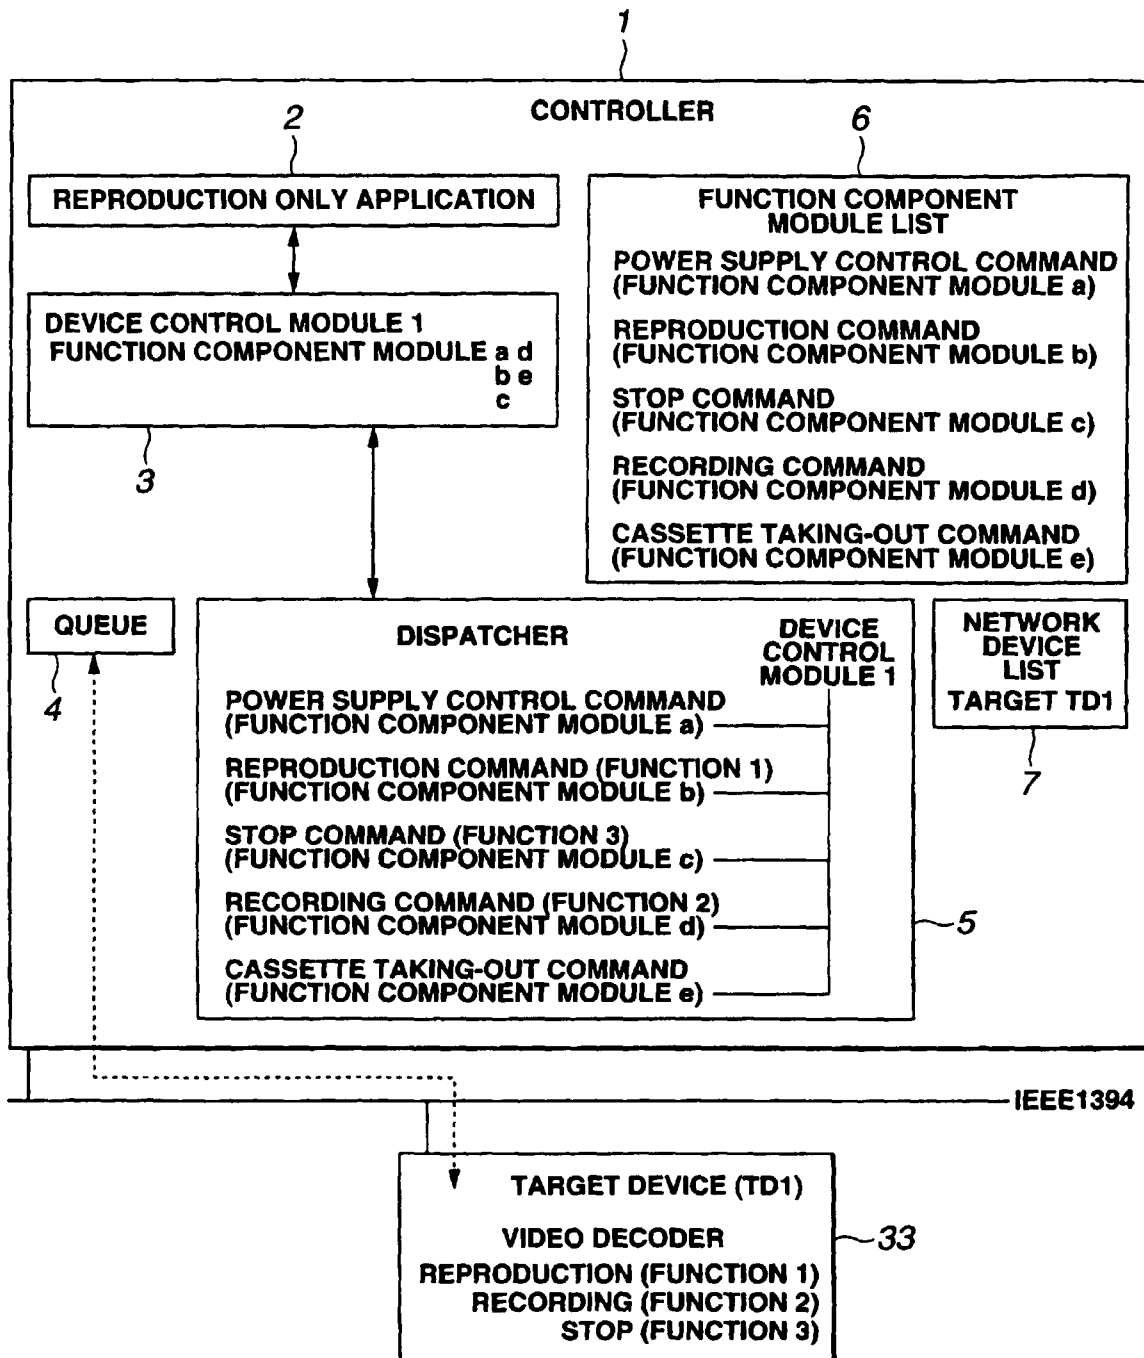 1
CONTROLLER
2
REPRODUCTION ONLY APPLICATION
DEVICE CONTROL MODULE 1
FUNCTION COMPONENT MODULE a d
b e
c
3
6
FUNCTION COMPONENT
MODULE LIST
POWER SUPPLY CONTROL COMMAND
(FUNCTION COMPONENT MODULE a)
REPRODUCTION COMMAND
(FUNCTION COMPONENT MODULE b)
STOP COMMAND
(FUNCTION COMPONENT MODULE c)
RECORDING COMMAND
(FUNCTION COMPONENT MODULE d)
CASSETTE TAKING-OUT COMMAND
(FUNCTION COMPONENT MODULE e)
QUEUE
4
DISPATCHER
DEVICE
CONTROL
MODULE 1
POWER SUPPLY CONTROL COMMAND
(FUNCTION COMPONENT MODULE a)
REPRODUCTION COMMAND (FUNCTION 1)
(FUNCTION COMPONENT MODULE b)
STOP COMMAND (FUNCTION 3)
(FUNCTION COMPONENT MODULE c)
RECORDING COMMAND (FUNCTION 2)
(FUNCTION COMPONENT MODULE d)
CASSETTE TAKING-OUT COMMAND
(FUNCTION COMPONENT MODULE e)
5
NETWORK
DEVICE
LIST
TARGET TD1
7
IEEE1394
TARGET DEVICE (TD1)
VIDEO DECODER
REPRODUCTION (FUNCTION 1)
RECORDING (FUNCTION 2)
STOP (FUNCTION 3)
33